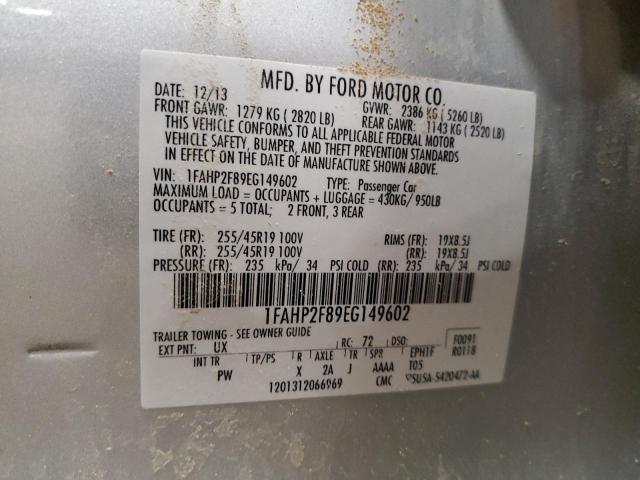 MFD. BY FORD MOTOR CO.
DATE: 12/13 GVWR: 2386 KG ( 5260 LB)
FRONT GAWR: 1279 KG ( 2820 LB) REAR GAWR: 1143 KG ( 2520 LB)
THIS VEHICLE CONFORMS TO ALL APPLICABLE FEDERAL MOTOR
VEHICLE SAFETY, BUMPER, AND THEFT PREVENTION STANDARDS
IN EFFECT ON THE DATE OF MANUFACTURE SHOWN ABOVE.
VIN: 1FAHP2F89EG149602 TYPE: Passenger Car
MAXIMUM LOAD = OCCUPANTS + LUGGAGE = 430KG/ 950LB
OCCUPANTS = 5 TOTAL; 2 FRONT, 3 REAR
TIRE (FR): 255/45R19 100V RIMS (FR): 19X8.5J
(RR): 255/45R19 100V (RR): 19X8.5J
PRESSURE (FR): 235 kPa/ 34 PSI COLD (RR): 235 kPa/ 34 PSI COLD
1FAHP2F89EG149602
TRAILER TOWING - SEE OWNER GUIDE
EXT PNT: UX RC: 72 DSO: F0091
INT TR TP/PS R AXLE TR SPR EPH1F R0118
PW X 2A J AAAA T05
1201312066969 CMC SUSA-5420472-AA